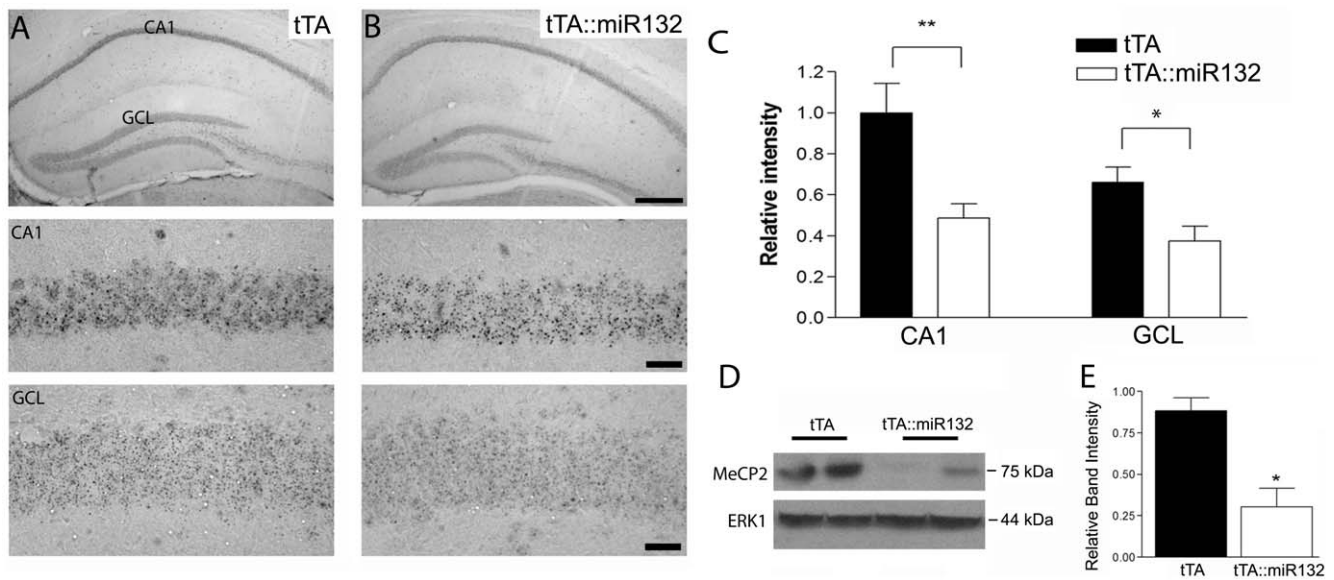 A
CA1
tTA
GCL
CA1
GCL
B
tTA::miR132
C
tTA
tTA::miR132
**
*
Relative intensity
1.2
1.0
0.8
0.6
0.4
0.2
0.0
CA1
GCL
D
tTA
tTA::miR132
MeCP2
75 kDa
ERK1
44 kDa
E
Relative Band Intensity
1.00
0.75
0.50
0.25
0.00
*
tTA
tTA::miR132